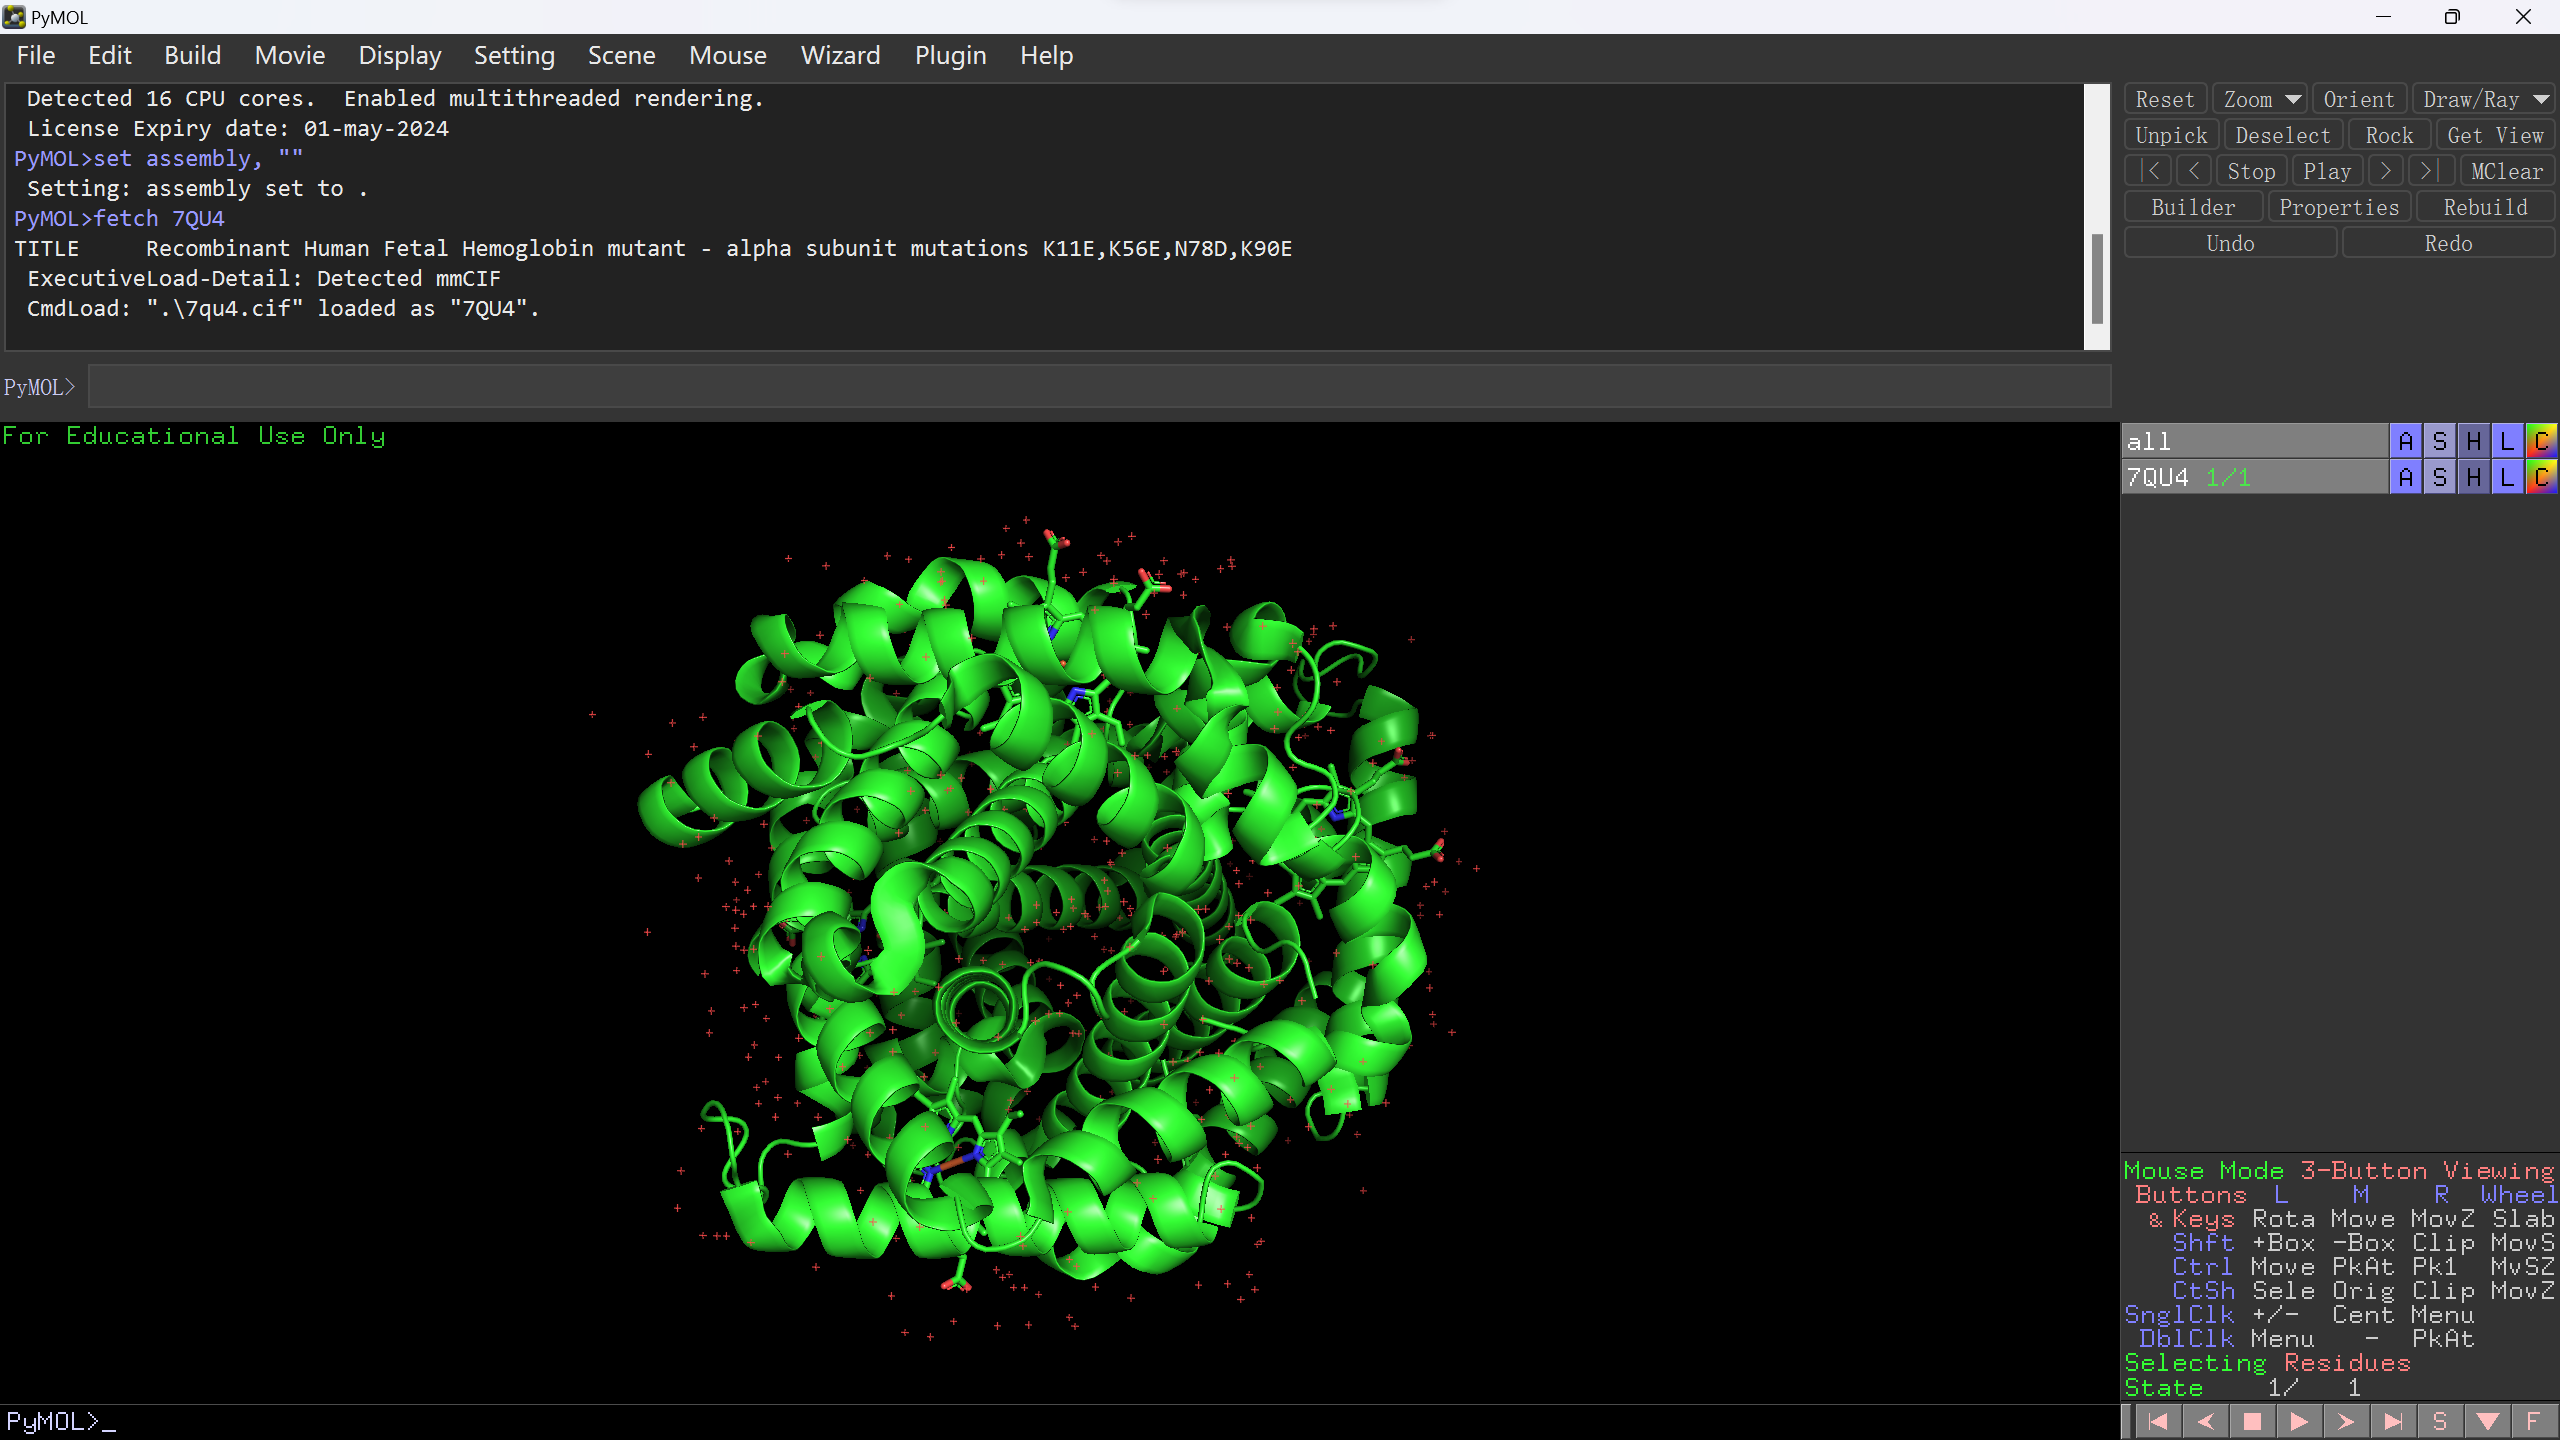 PyMOL
File Edit Build Movie Display Setting Scene Mouse Wizard Plugin Help
Detected 16 CPU cores.  Enabled multithreaded rendering.
License Expiry date: 01-may-2024
PyMOL>set assembly, ""
Setting: assembly set to .
PyMOL>fetch 7QU4
TITLE     Recombinant Human Fetal Hemoglobin mutant - alpha subunit mutations K11E,K56E,N78D,K90E
ExecutiveLoad-Detail: Detected mmCIF
CmdLoad: ".\7qu4.cif" loaded as "7QU4".
PyMOL>
Reset Zoom Orient Draw/Ray
Unpick Deselect Rock Get View
|< < Stop Play > >| MClear
Builder Properties Rebuild
Undo Redo
For Educational Use Only
all A S H L C
7QU4 1/1 A S H L C
Mouse Mode 3-Button Viewing
Buttons L M R Wheel
& Keys Rota Move MovZ Slab
Shft +Box -Box Clip MovS
Ctrl Move PkAt Pk1 MvSZ
CtSh Sele Orig Clip MovZ
SnglClk +/- Cent Menu
DblClk Menu - PkAt
Selecting Residues
State 1/ 1
PyMOL>_
S F